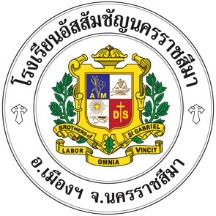 โรงเรียนอัสสัมชัญนครราชสีมา
A M
D S
BROTHERS of ST GABRIEL
LABOR OMNIA VINCIT
อ.เมืองฯ จ.นครราชสีมา